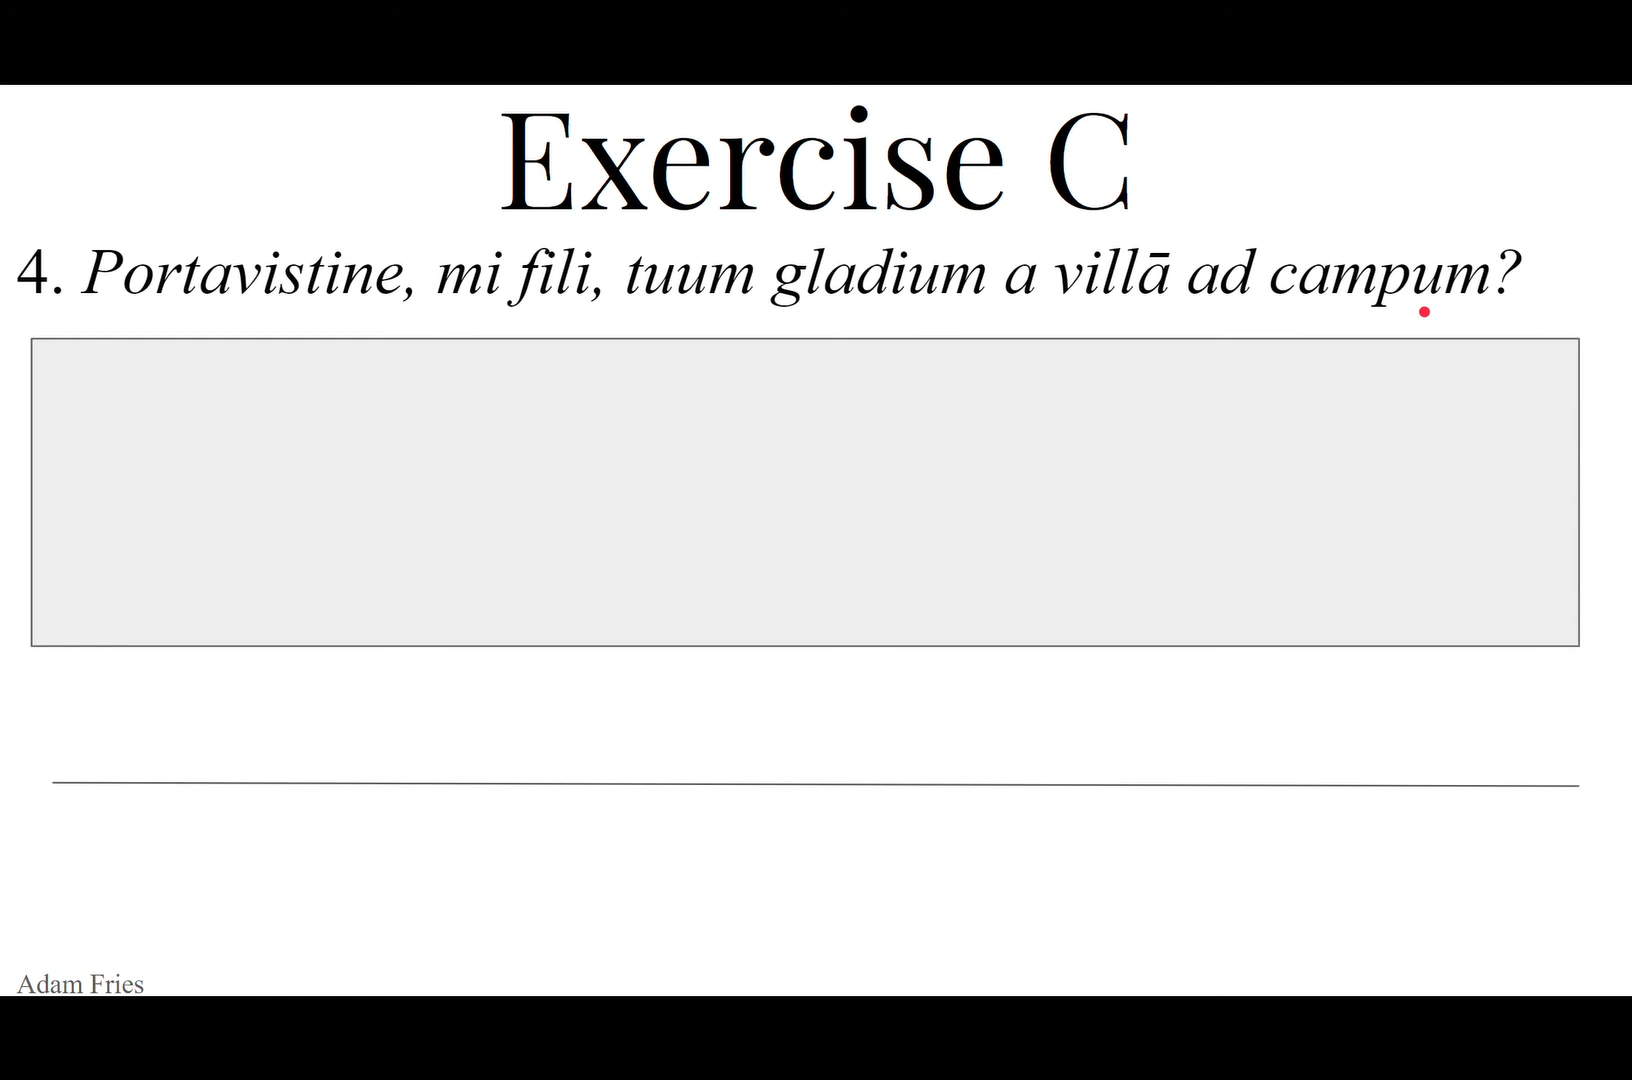 Exercise C
4. Portavistine, mi fili, tuum gladium a villā ad campum?
Adam Fries